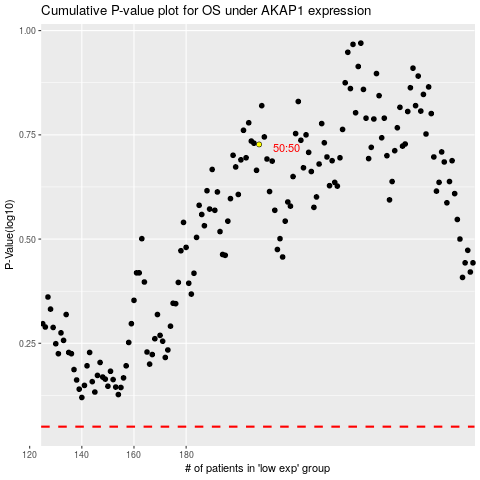 Cumulative P-value plot for OS under AKAP1 expression
1.00
0.75
50:50
0.50
0.25
P-Value(log10)
120 140 160 180
# of patients in 'low exp' group